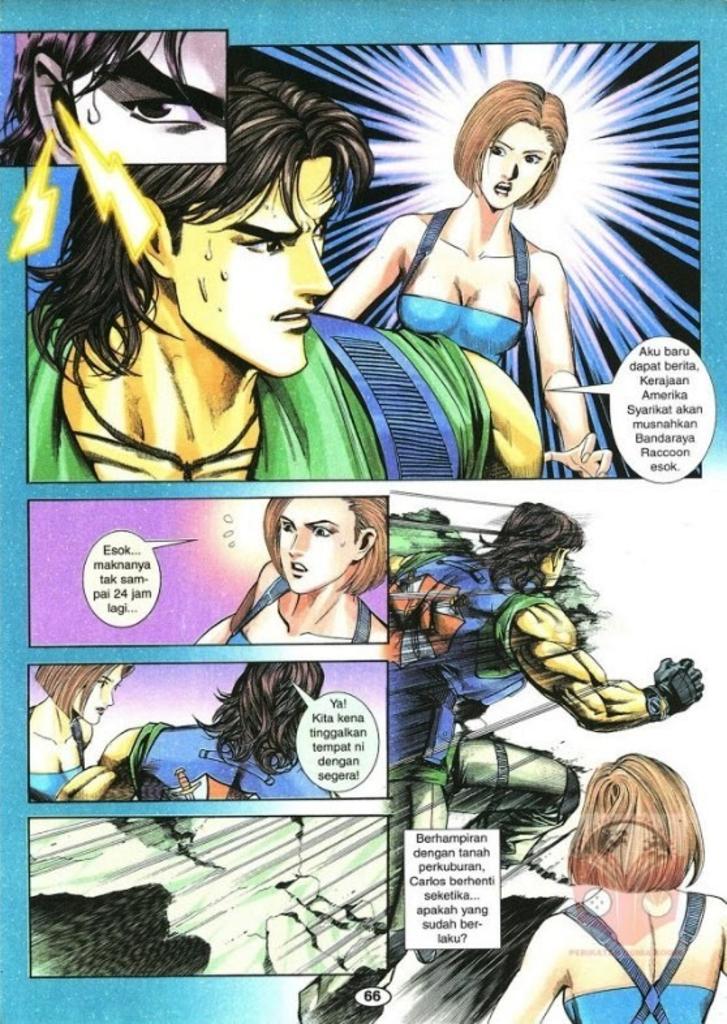 Aku baru
dapat berita,
Kerajaan
Amerika
Syarikat akan
musnahkan
Bandaraya
Raccoon
esok.
Esok...
maknanya
tak sam-
pai 24 jam
lagi...
Ya!
Kita kena
tinggalkan
tempat ni
dengan
segera!
Berhampiran
dengan tanah
perkuburan,
Carlos berhenti
seketika...
apakah yang
sudah ber-
laku?
66